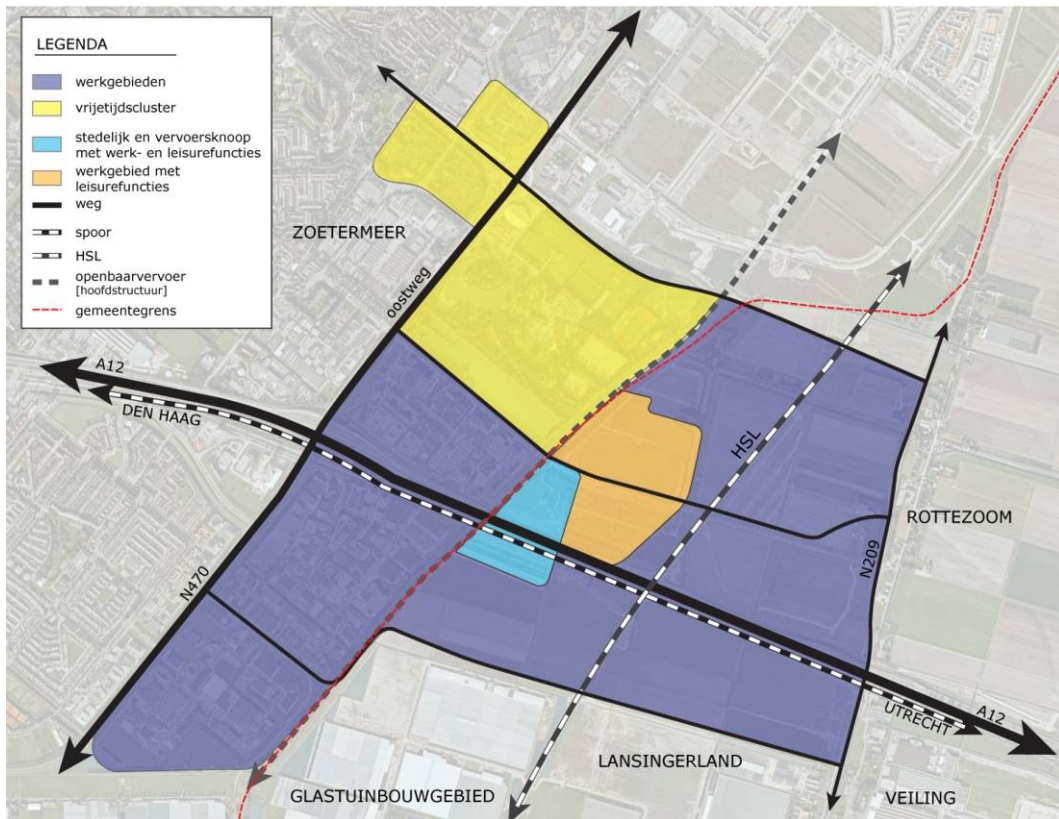 LEGENDA
werkgebieden
vrijetijdscluster
stedelijk en vervoersknoop
met werk- en leisurefuncties
werkgebied met
leisurefuncties
weg
spoor
HSL
openbaarvervoer
[hoofdstructuur]
gemeentegrens
ZOETERMEER
oostweg
A12
DEN HAAG
HSL
ROTTEZOOM
N209
N470
A12
UTRECHT
LANSINGERLAND
GLASTUINBOUWGEBIED
VEILING